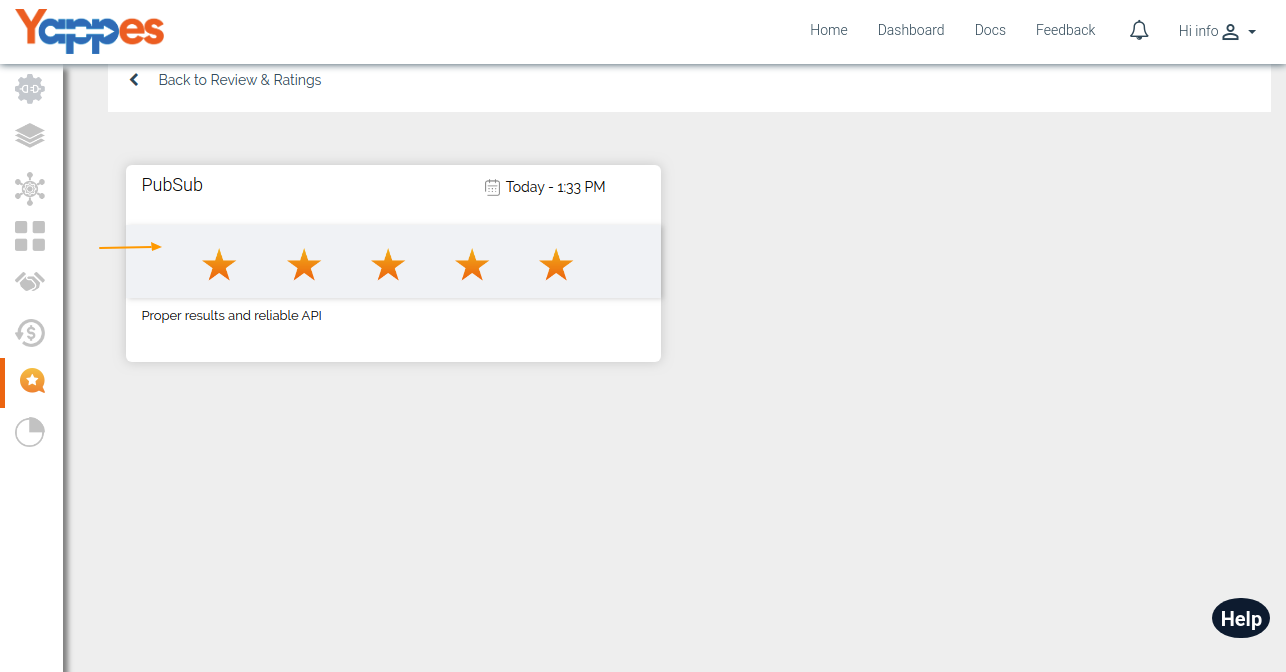 Yappes
Home Dashboard Docs Feedback Hi info
Back to Review & Ratings
PubSub Today - 1:33 PM
Proper results and reliable API
Help